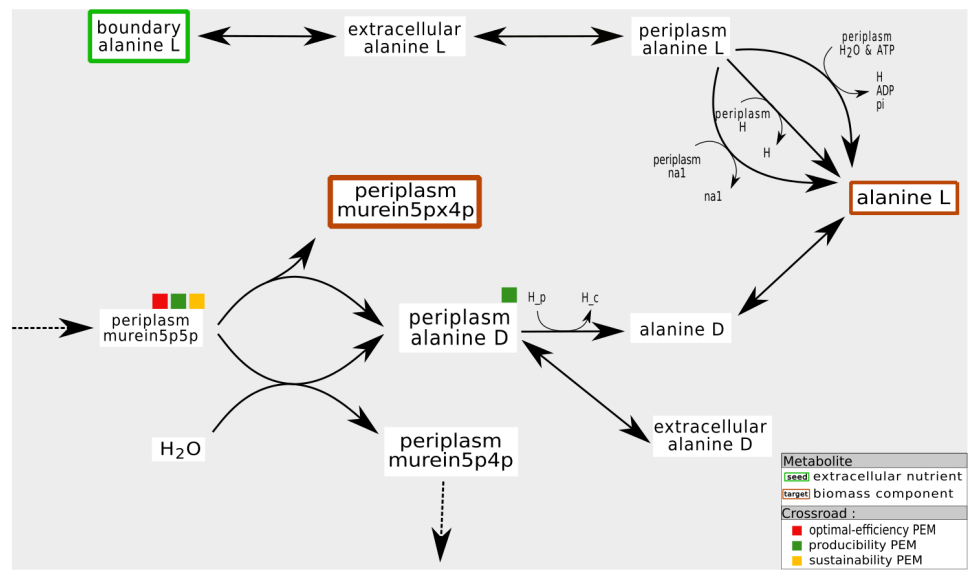 boundary
alanine L
extracellular
alanine L
periplasm
alanine L
periplasm
H₂O & ATP
H
ADP
pi
periplasm
H
H
periplasm
na1
na1
alanine L
periplasm
murein5px4p
periplasm
murein5p5p
periplasm
alanine D
H_p
H_c
alanine D
H₂O
periplasm
murein5p4p
extracellular
alanine D
Metabolite
seed extracellular nutrient
target biomass component
Crossroad :
optimal-efficiency PEM
producibility PEM
sustainability PEM